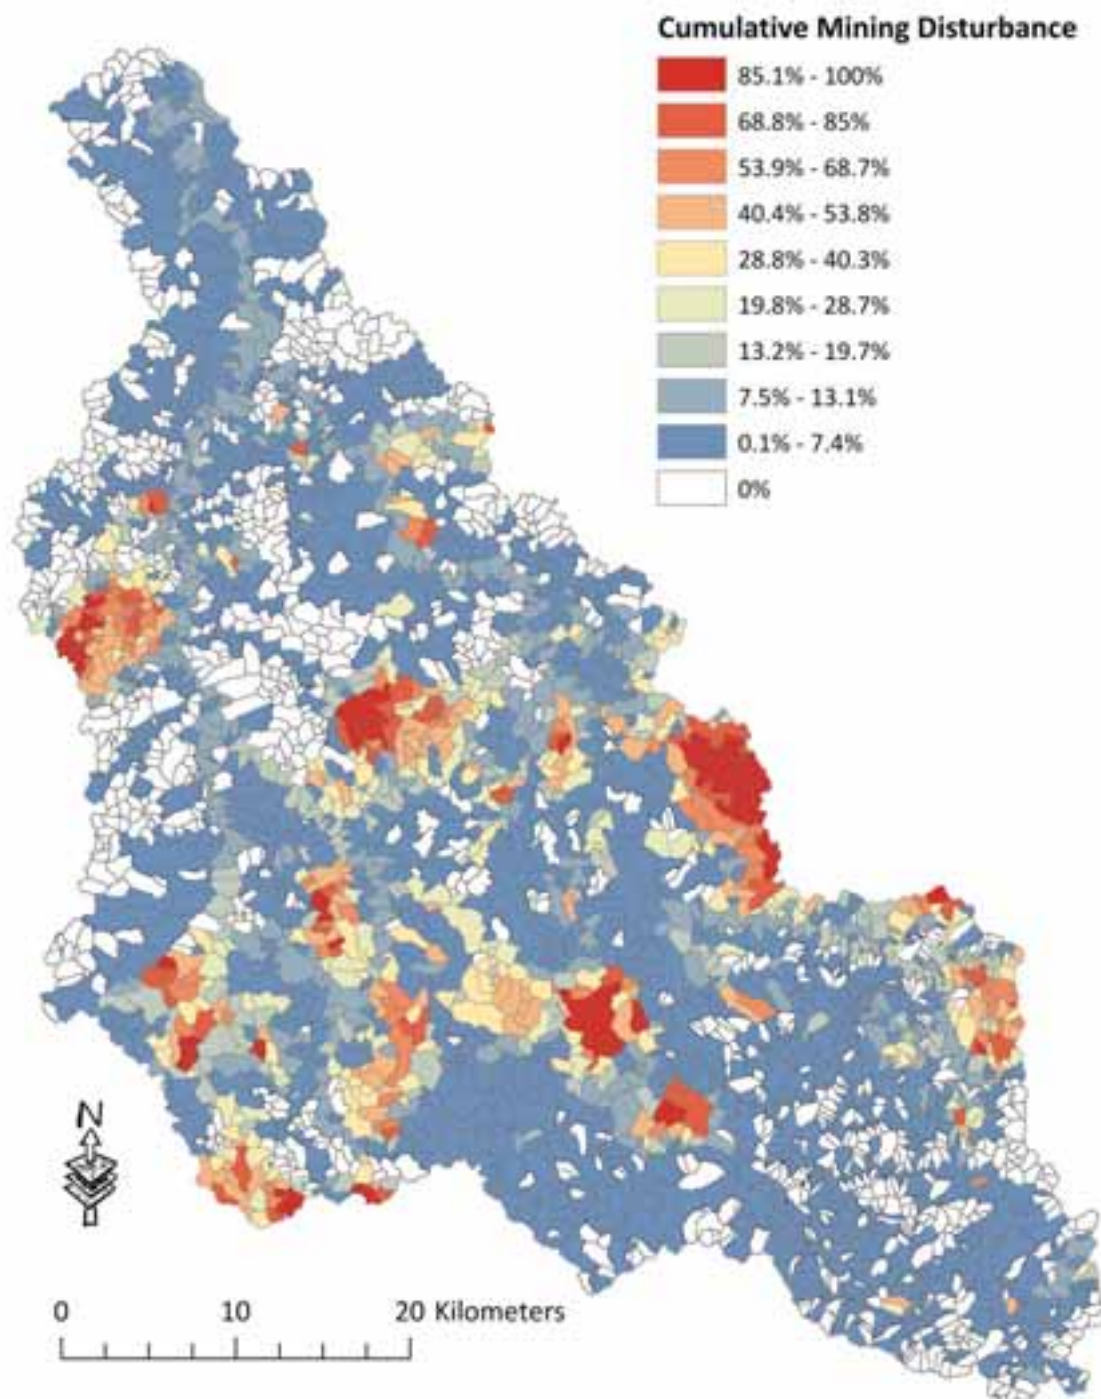 Cumulative Mining Disturbance
85.1% - 100%
68.8% - 85%
53.9% - 68.7%
40.4% - 53.8%
28.8% - 40.3%
19.8% - 28.7%
13.2% - 19.7%
7.5% - 13.1%
0.1% - 7.4%
0%
N
0 10 20 Kilometers